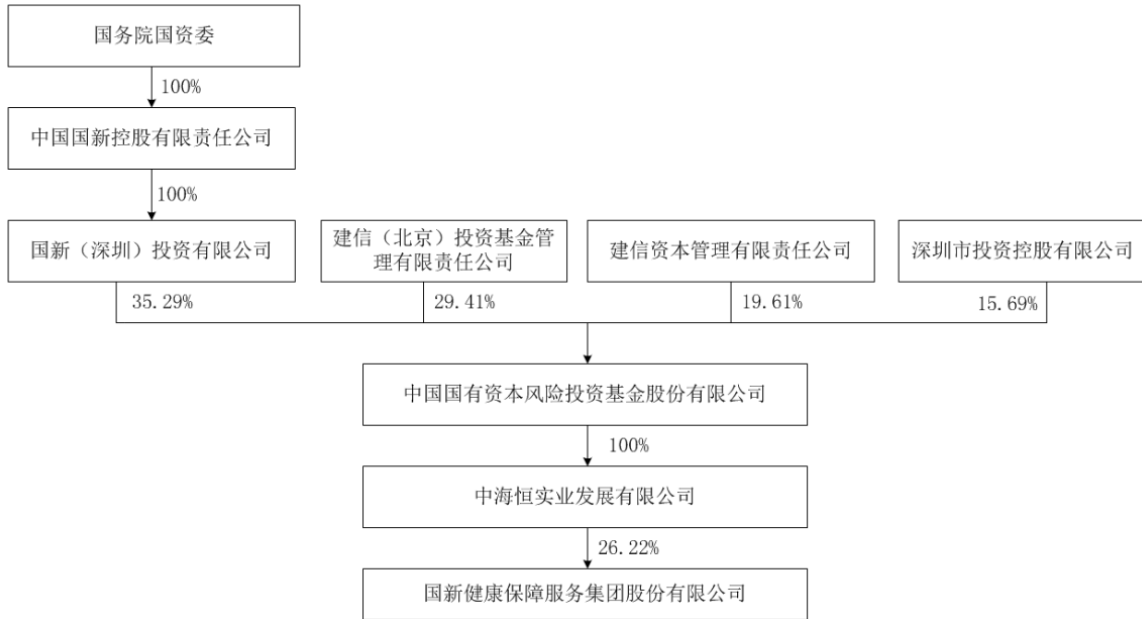 国务院国资委
100%
中国国新控股有限责任公司
100%
国新（深圳）投资有限公司
建信（北京）投资基金管
理有限责任公司
建信资本管理有限责任公司
深圳市投资控股有限公司
35.29%
29.41%
19.61%
15.69%
中国国有资本风险投资基金股份有限公司
100%
中海恒实业发展有限公司
26.22%
国新健康保障服务集团股份有限公司